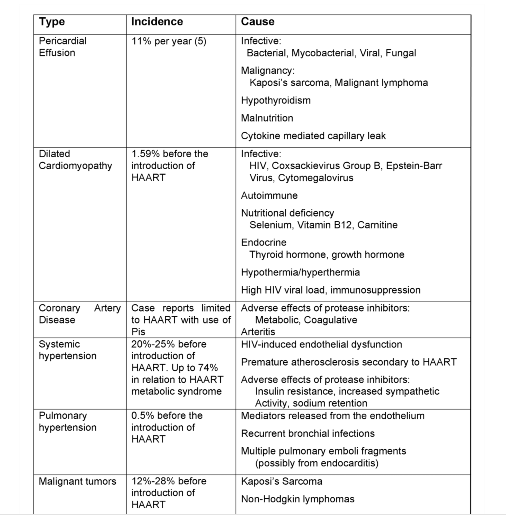 Type Incidence Cause
Pericardial Effusion
11% per year (5)
Infective:
Bacterial, Mycobacterial, Viral, Fungal
Malignancy:
Kaposi's sarcoma, Malignant lymphoma
Hypothyroidism
Malnutrition
Cytokine mediated capillary leak
Dilated
Cardiomyopathy
1.59% before the
introduction of
HAART
Infective:
HIV, Coxsackievirus Group B, Epstein-Barr
Virus, Cytomegalovirus
Autoimmune
Nutritional deficiency
Selenium, Vitamin B12, Carnitine
Endocrine
Thyroid hormone, growth hormone
Hypothermia/hyperthermia
High HIV viral load, immunosuppression
Coronary Artery
Disease
Case reports limited
to HAART with use of
Pis
Adverse effects of protease inhibitors:
Metabolic, Coagulative
Arteritis
Systemic
hypertension
20%-25% before
introduction of
HAART. Up to 74%
in relation to HAART
metabolic syndrome
HIV-induced endothelial dysfunction
Premature atherosclerosis secondary to HAART
Adverse effects of protease inhibitors:
Insulin resistance, increased sympathetic
Activity, sodium retention
Pulmonary
hypertension
0.5% before the
introduction of
HAART
Mediators released from the endothelium
Recurrent bronchial infections
Multiple pulmonary emboli fragments
(possibly from endocarditis)
Malignant tumors
12%-28% before
introduction of
HAART
Kaposi's Sarcoma
Non-Hodgkin lymphomas